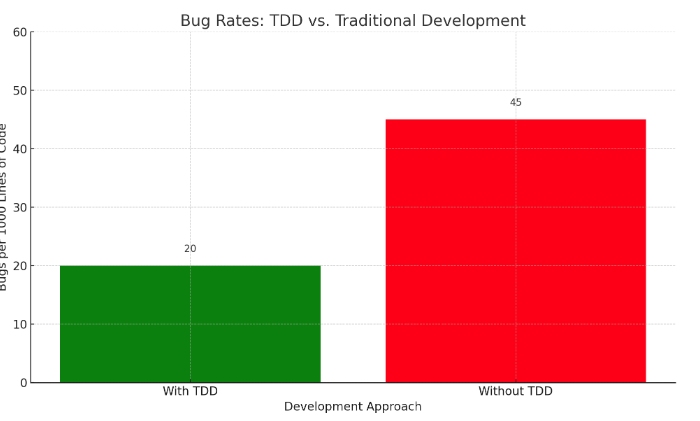 Bug Rates: TDD vs. Traditional Development
Bugs per 1000 Lines of Code
60
50
40
30
20
10
0
20
45
With TDD
Without TDD
Development Approach